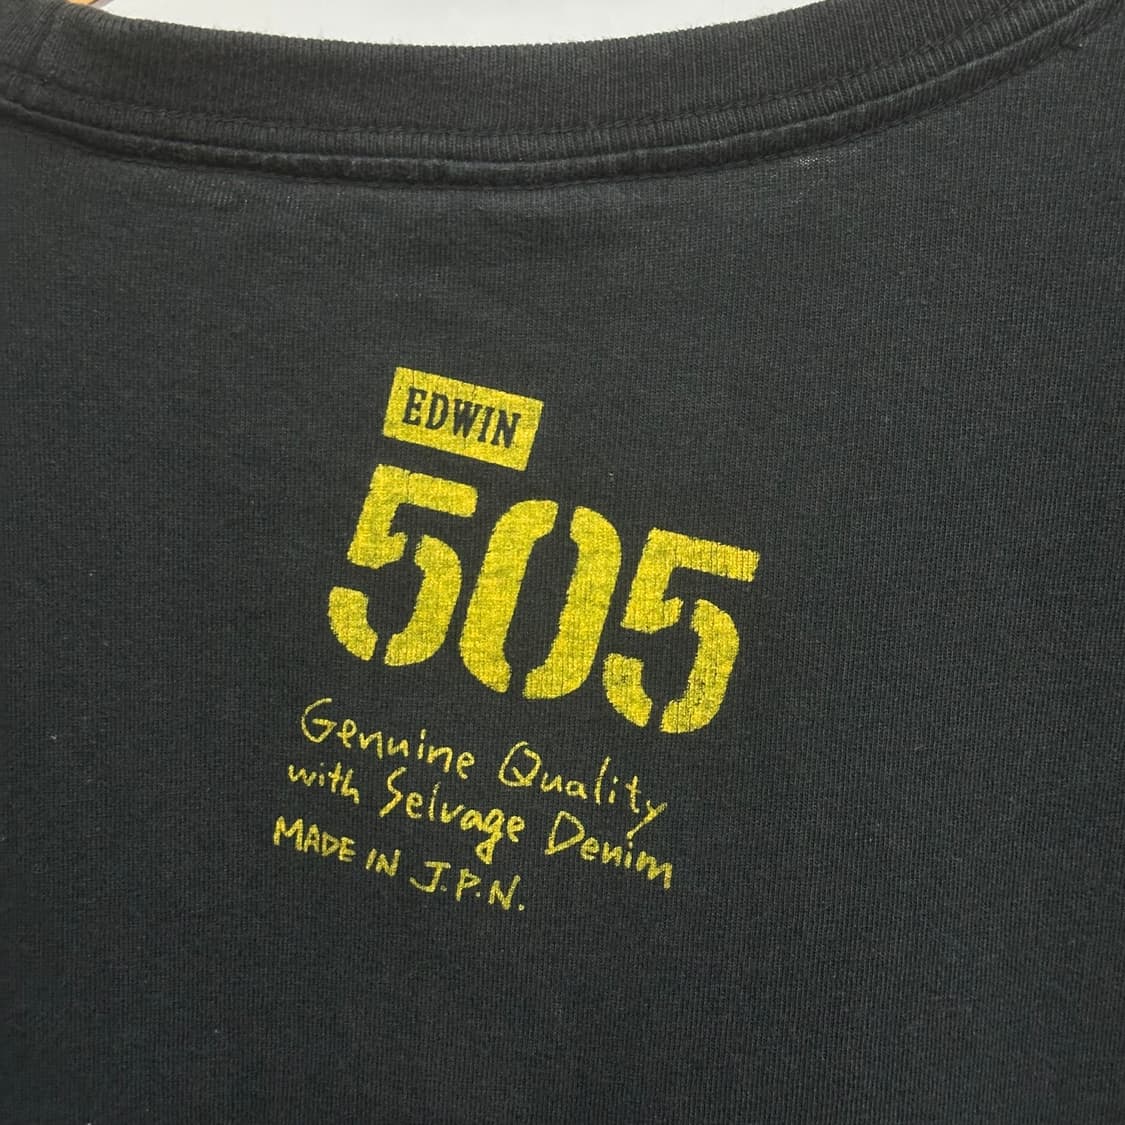 EDWIN
505
Genuine Quality
with Selvage Denim
MADE IN J.P.N.